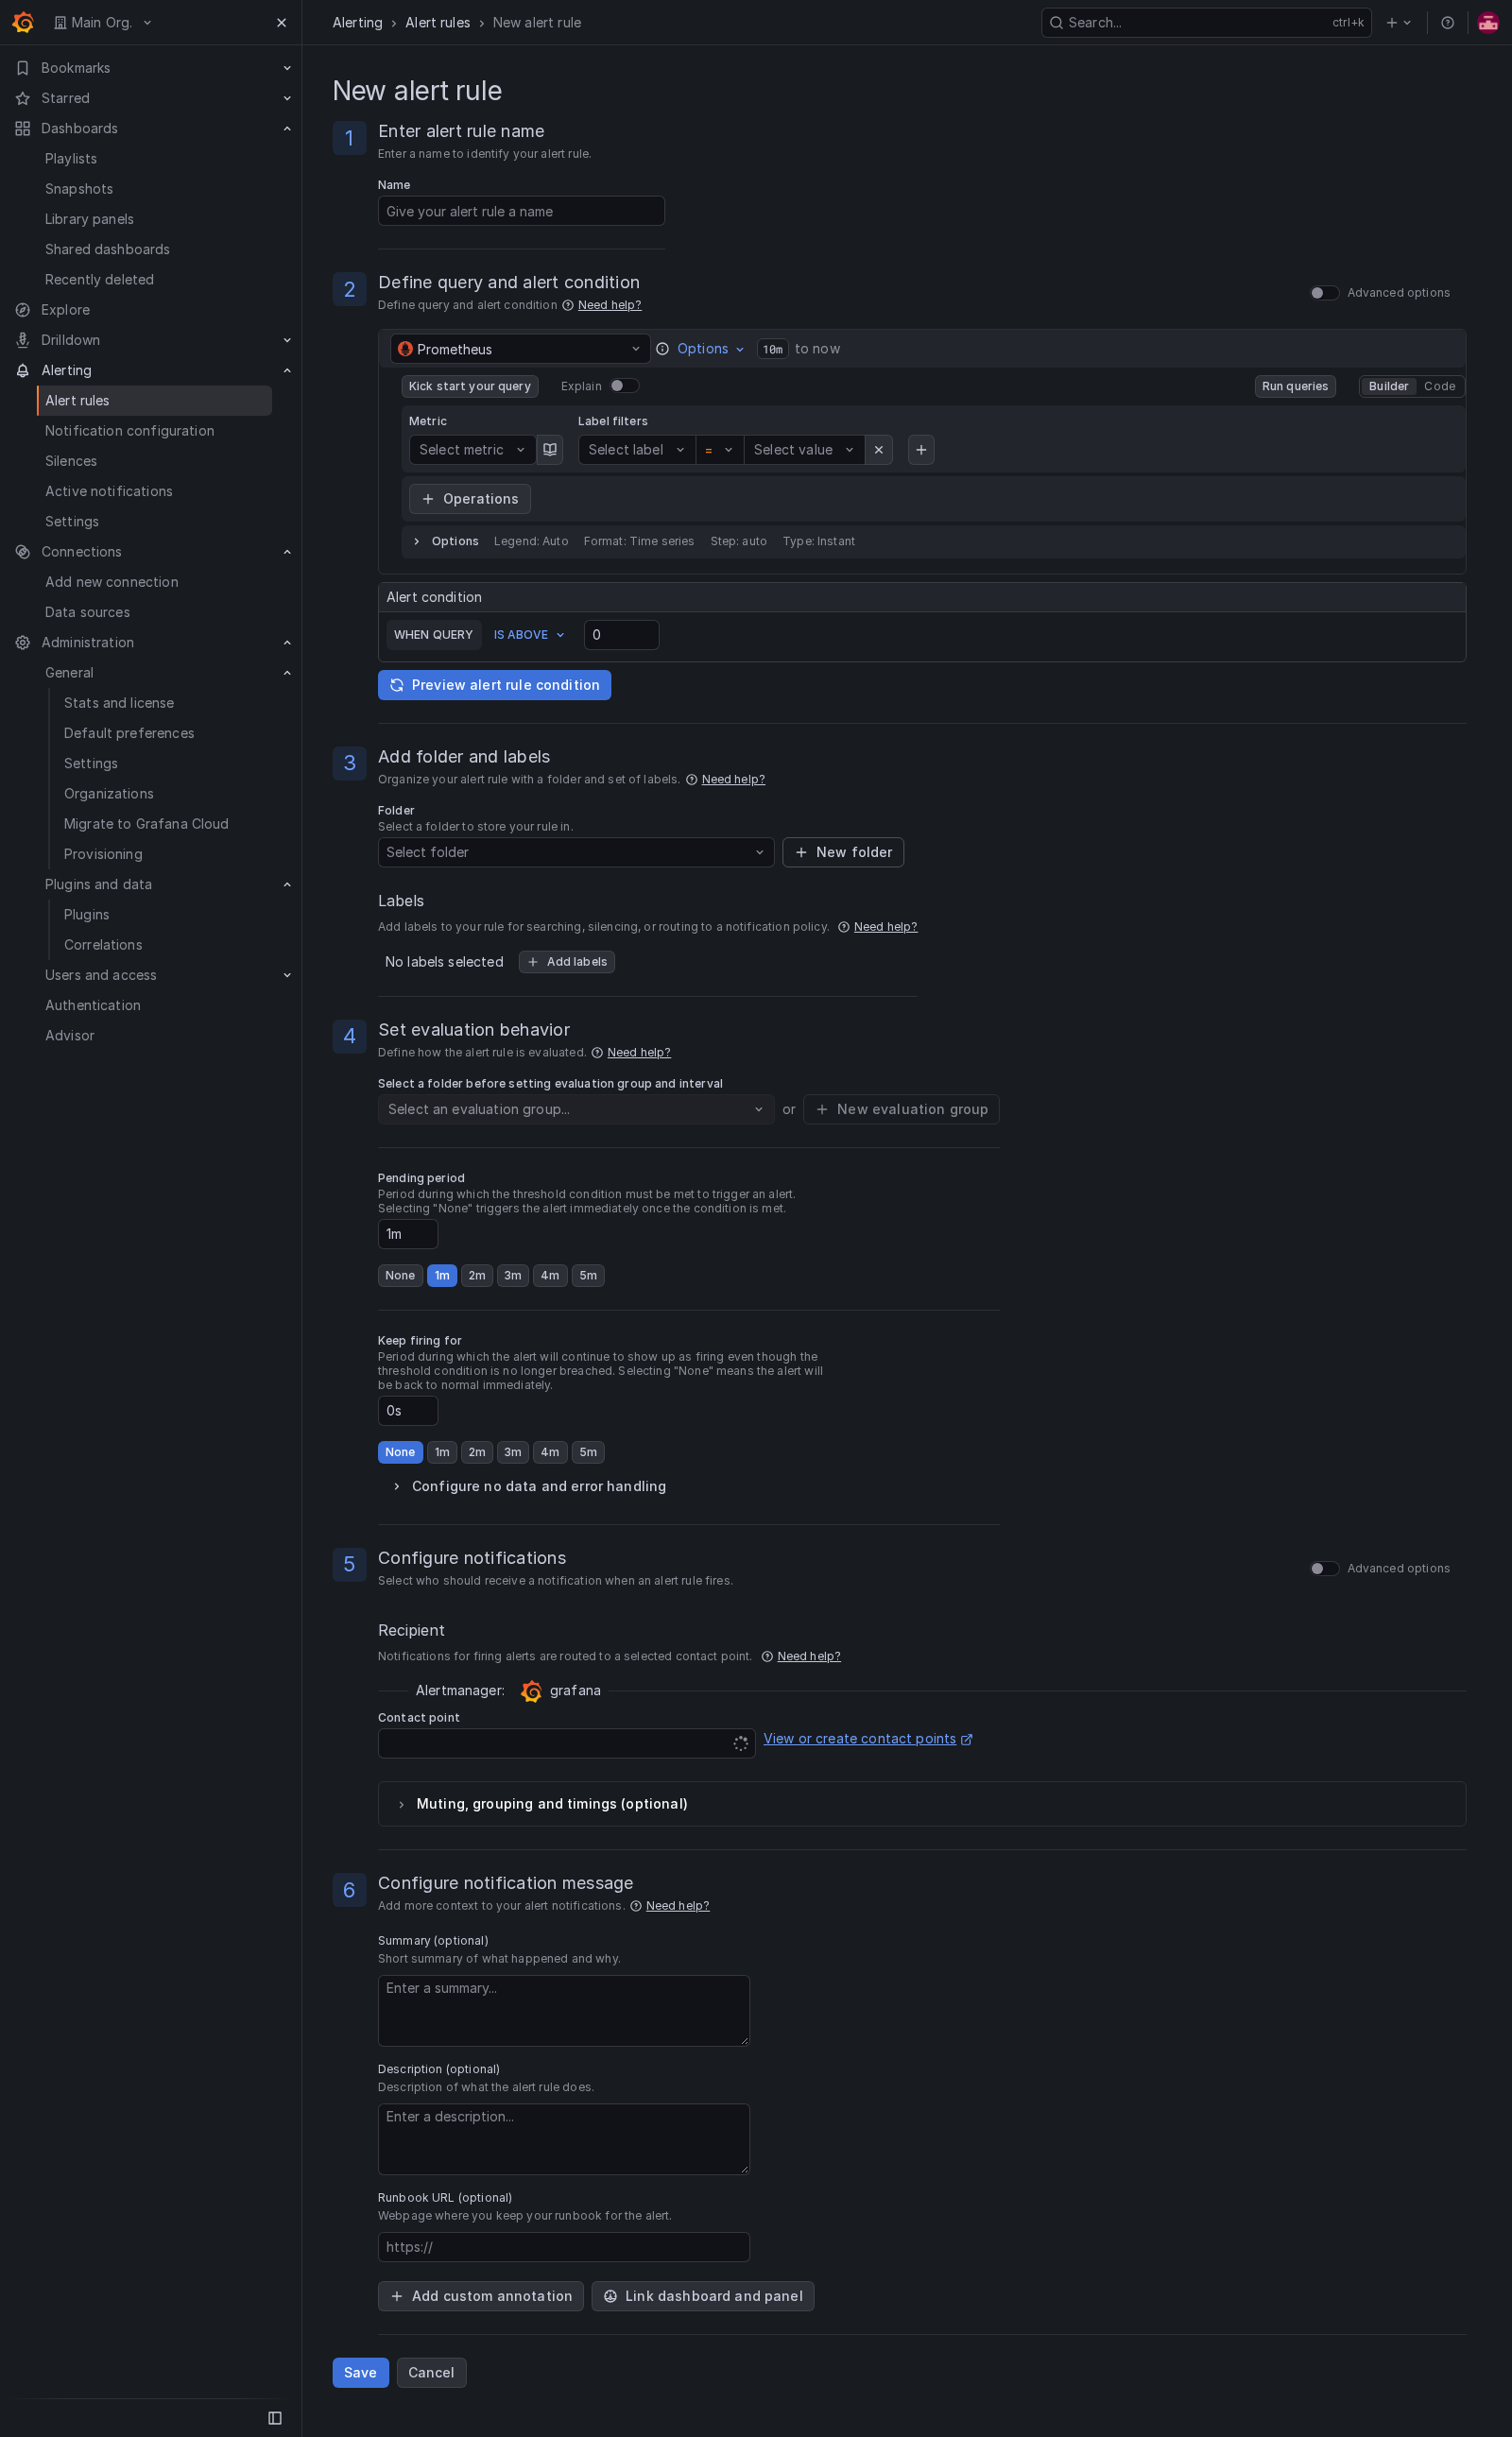 Main Org.
Alerting
Alert rules
New alert rule
Search...
ctrl+k
Bookmarks
Starred
Dashboards
Playlists
Snapshots
Library panels
Shared dashboards
Recently deleted
Explore
Drilldown
Alerting
Alert rules
Notification configuration
Silences
Active notifications
Settings
Connections
Add new connection
Data sources
Administration
General
Stats and license
Default preferences
Settings
Organizations
Migrate to Grafana Cloud
Provisioning
Plugins and data
Plugins
Correlations
Users and access
Authentication
Advisor
New alert rule
1
Enter alert rule name
Enter a name to identify your alert rule.
Name
Give your alert rule a name
2
Define query and alert condition
Define query and alert condition Need help?
Advanced options
Prometheus
Options
10m to now
Kick start your query
Explain
Run queries
Builder
Code
Metric
Label filters
Select metric
Select label
=
Select value
Operations
Options Legend: Auto Format: Time series Step: auto Type: Instant
Alert condition
WHEN QUERY
IS ABOVE
0
Preview alert rule condition
3
Add folder and labels
Organize your alert rule with a folder and set of labels. Need help?
Folder
Select a folder to store your rule in.
Select folder
New folder
Labels
Add labels to your rule for searching, silencing, or routing to a notification policy. Need help?
No labels selected
Add labels
4
Set evaluation behavior
Define how the alert rule is evaluated. Need help?
Select a folder before setting evaluation group and interval
Select an evaluation group...
or
New evaluation group
Pending period
Period during which the threshold condition must be met to trigger an alert.
Selecting "None" triggers the alert immediately once the condition is met.
1m
None 1m 2m 3m 4m 5m
Keep firing for
Period during which the alert will continue to show up as firing even though the
threshold condition is no longer breached. Selecting "None" means the alert will
be back to normal immediately.
0s
None 1m 2m 3m 4m 5m
Configure no data and error handling
5
Configure notifications
Select who should receive a notification when an alert rule fires.
Advanced options
Recipient
Notifications for firing alerts are routed to a selected contact point. Need help?
Alertmanager: grafana
Contact point
View or create contact points
Muting, grouping and timings (optional)
6
Configure notification message
Add more context to your alert notifications. Need help?
Summary (optional)
Short summary of what happened and why.
Enter a summary...
Description (optional)
Description of what the alert rule does.
Enter a description...
Runbook URL (optional)
Webpage where you keep your runbook for the alert.
https://
Add custom annotation
Link dashboard and panel
Save
Cancel